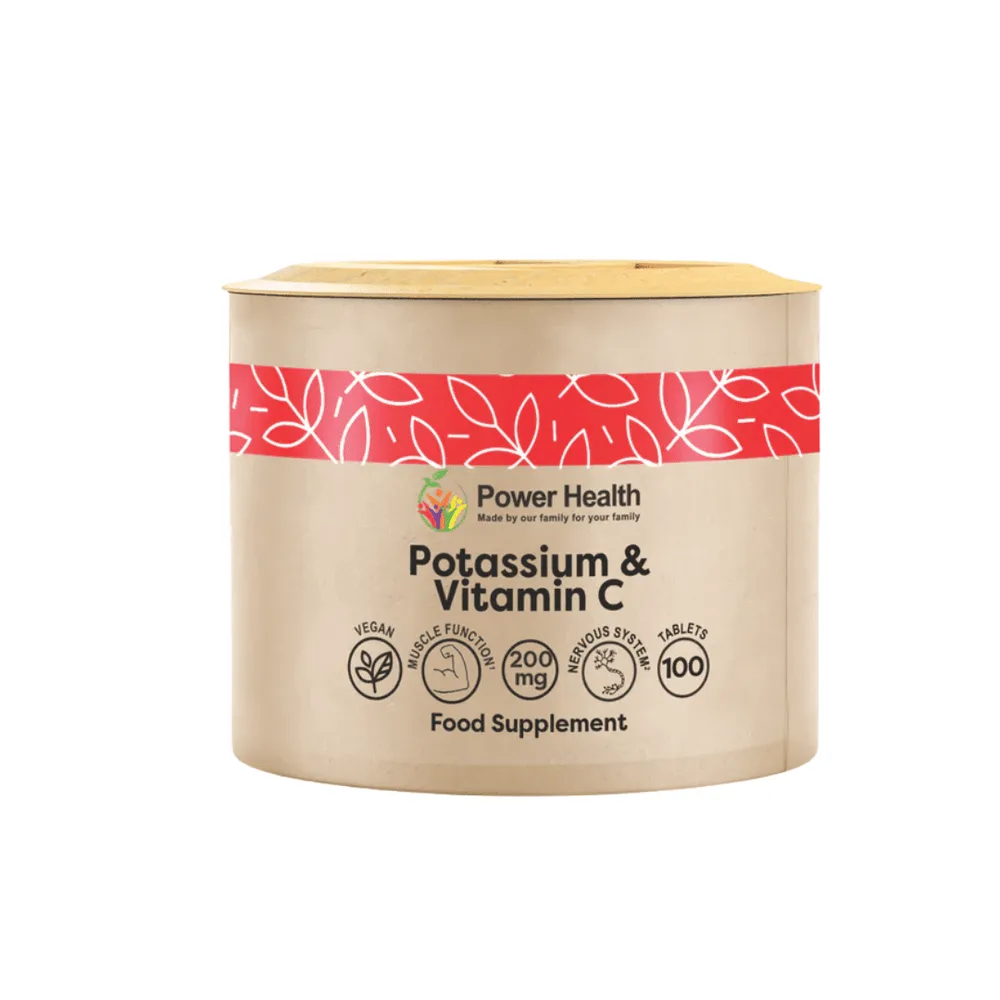 Power Health
Made by our family for your family
Potassium &
Vitamin C
VEGAN
MUSCLE FUNCTION¹
200
mg
NERVOUS SYSTEM²
TABLETS
100
Food Supplement